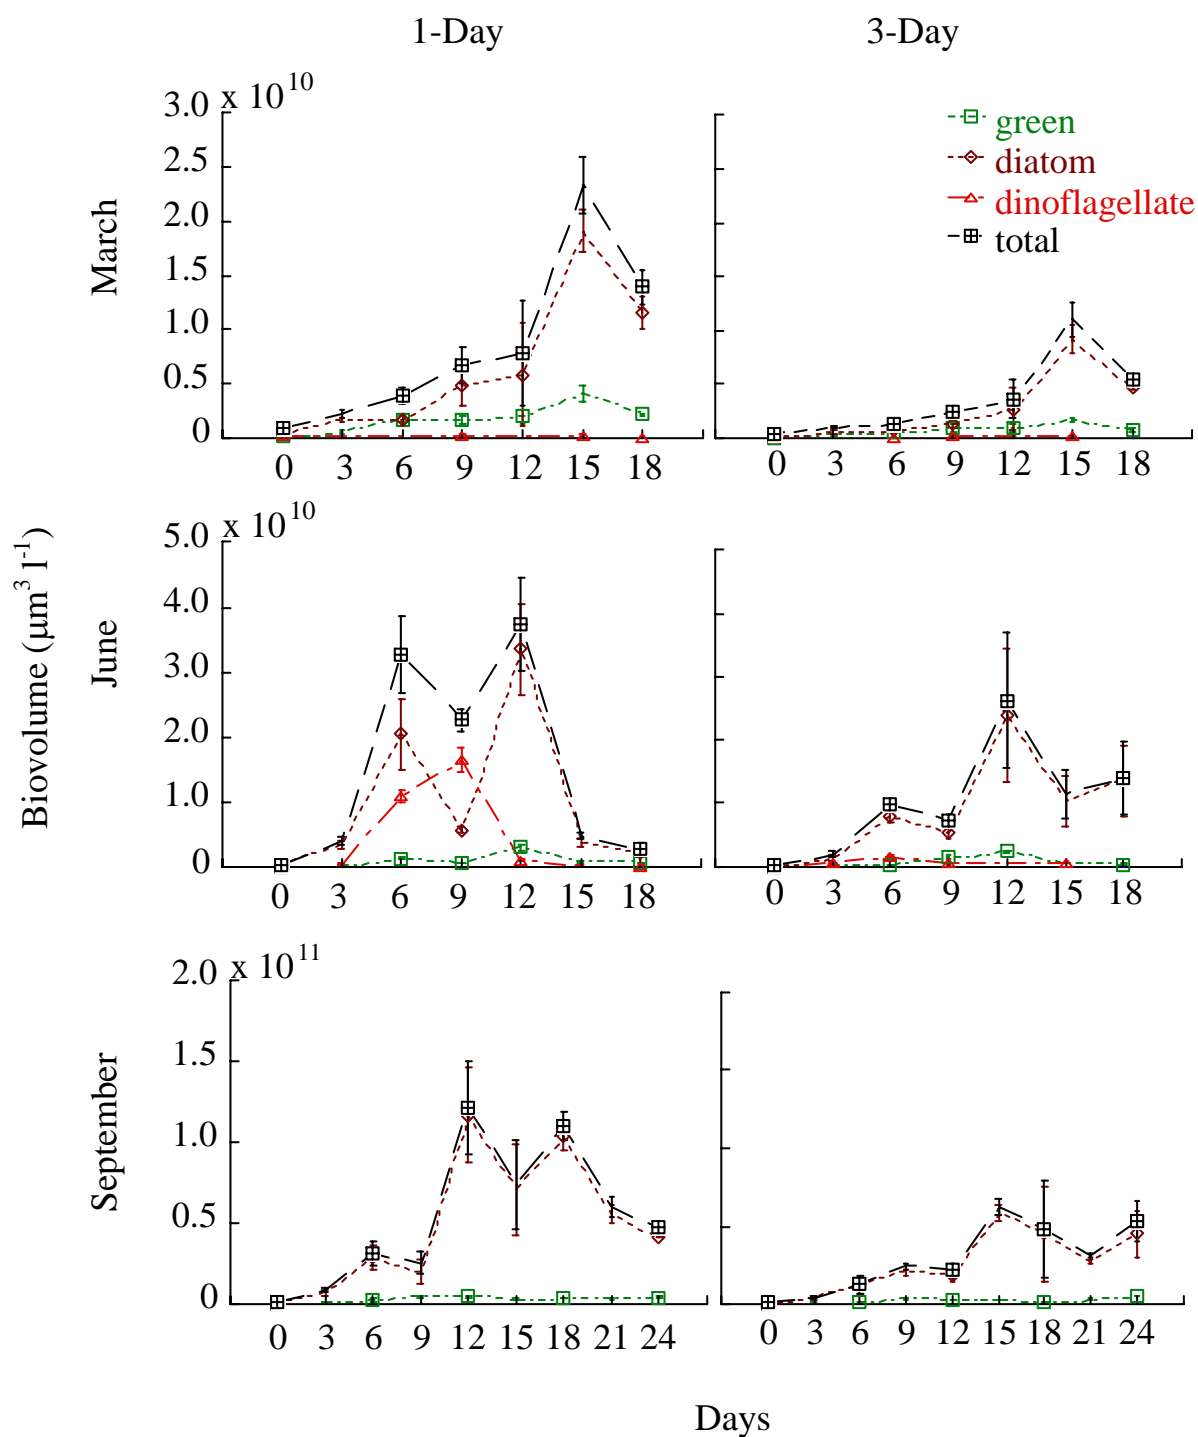 1-Day 3-Day
3.0 x 10^10
2.5
2.0
1.5
1.0
0.5
0
March
green
diatom
dinoflagellate
total
0 3 6 9 12 15 18
0 3 6 9 12 15 18
5.0 x 10^10
4.0
3.0
2.0
1.0
0
June
Biovolume (µm^3 l^-1)
0 3 6 9 12 15 18
0 3 6 9 12 15 18
2.0 x 10^11
1.5
1.0
0.5
0
September
0 3 6 9 12 15 18 21 24
0 3 6 9 12 15 18 21 24
Days